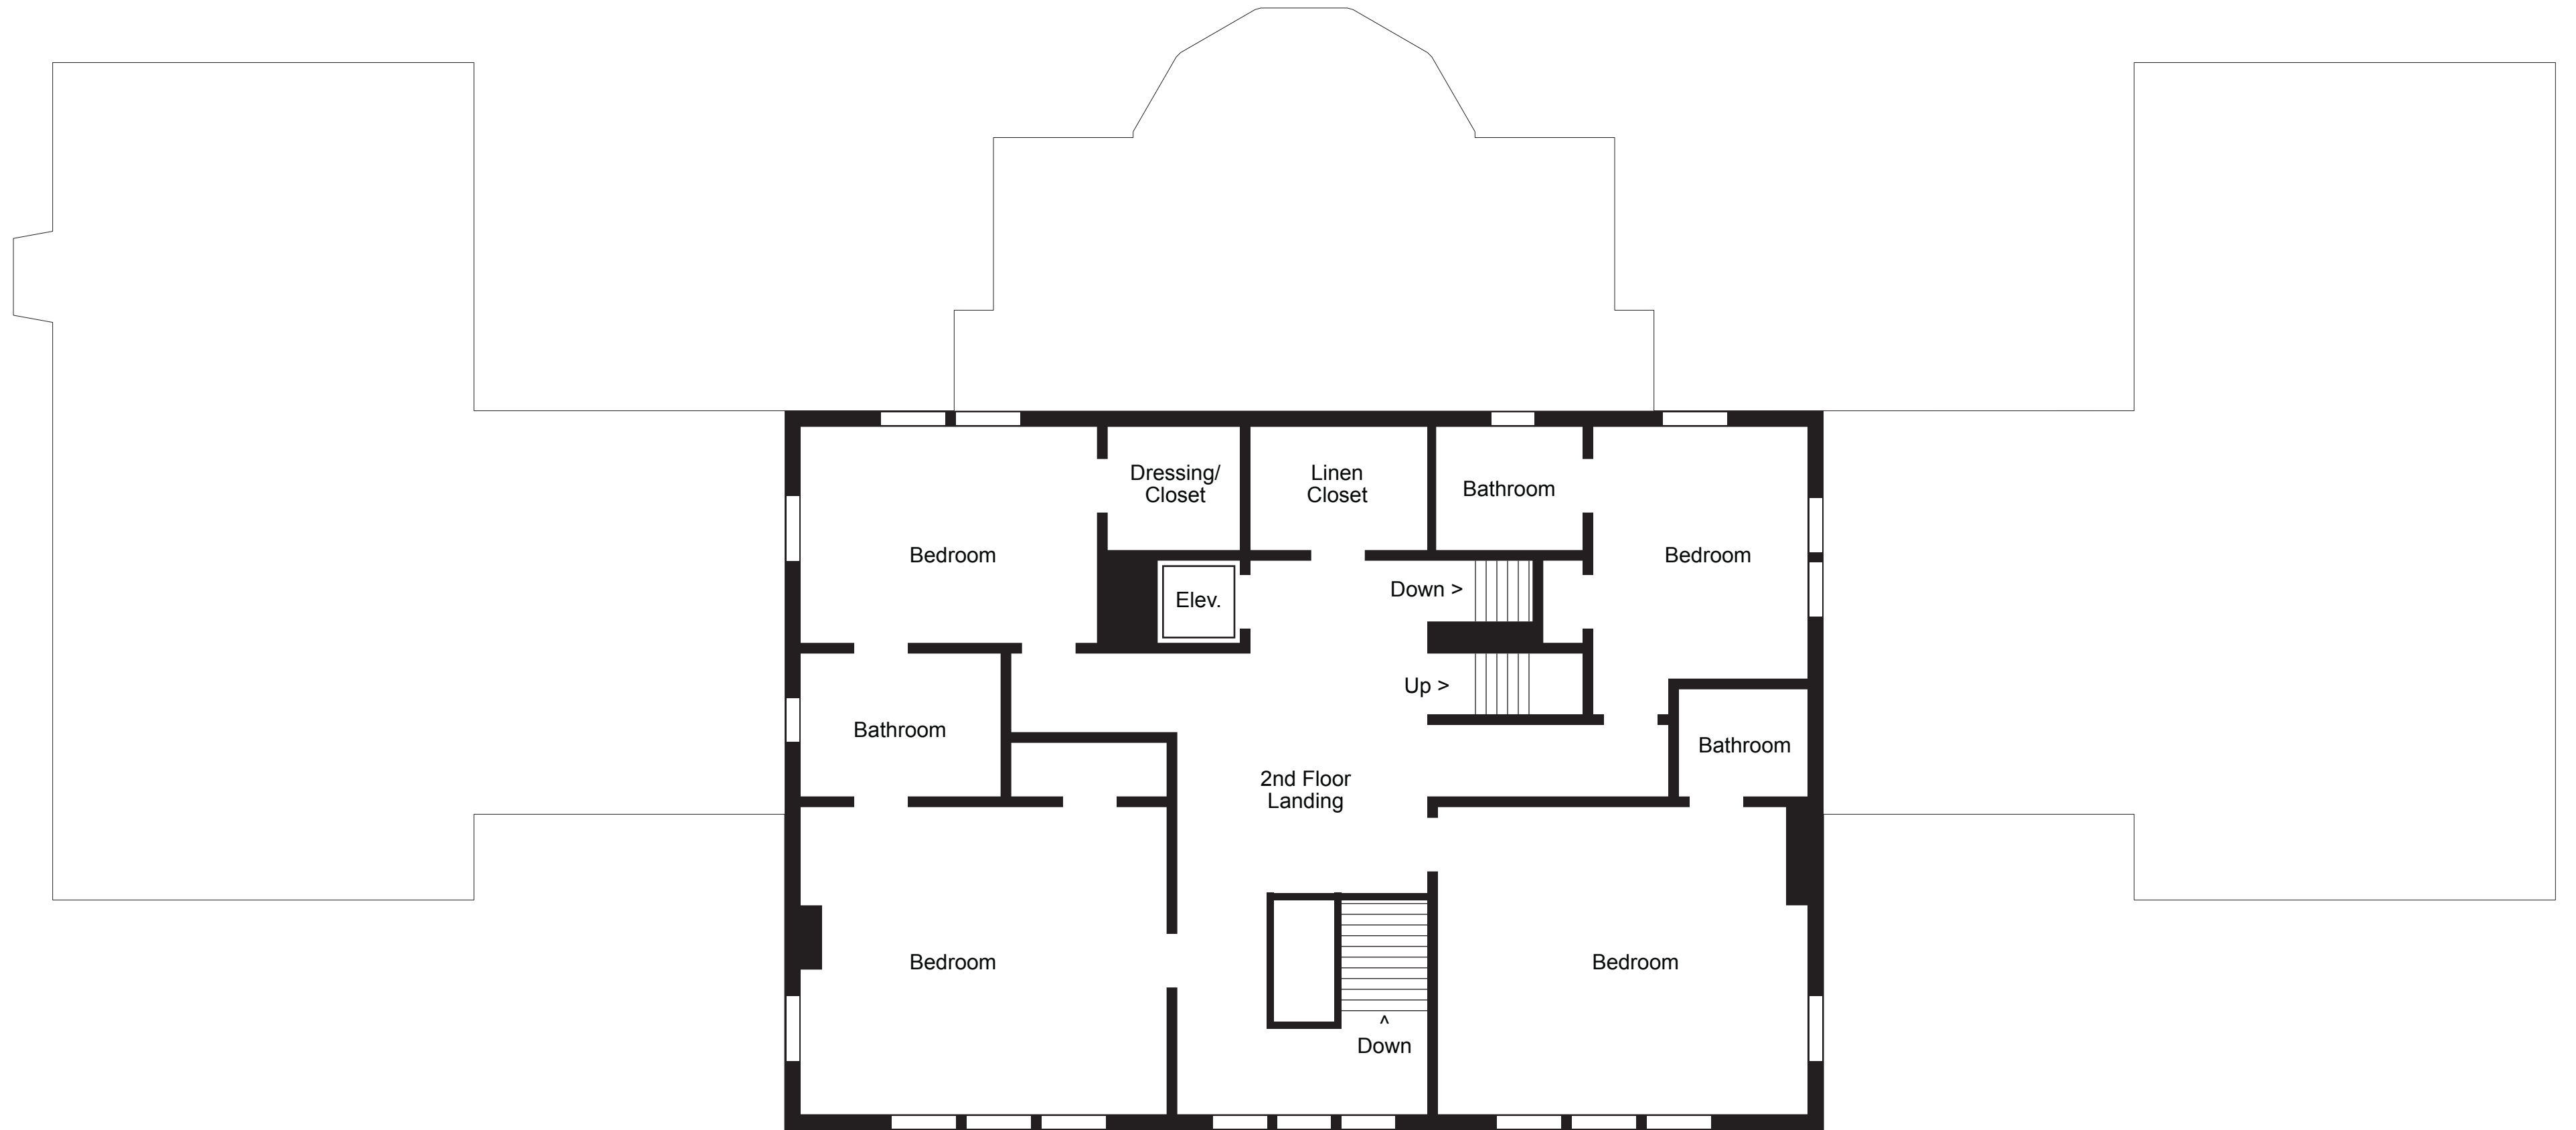 Dressing/
Closet
Linen
Closet
Bathroom
Bedroom
Bedroom
Elev.
Down >
Up >
Bathroom
Bathroom
2nd Floor
Landing
Bedroom
Bedroom
^
Down